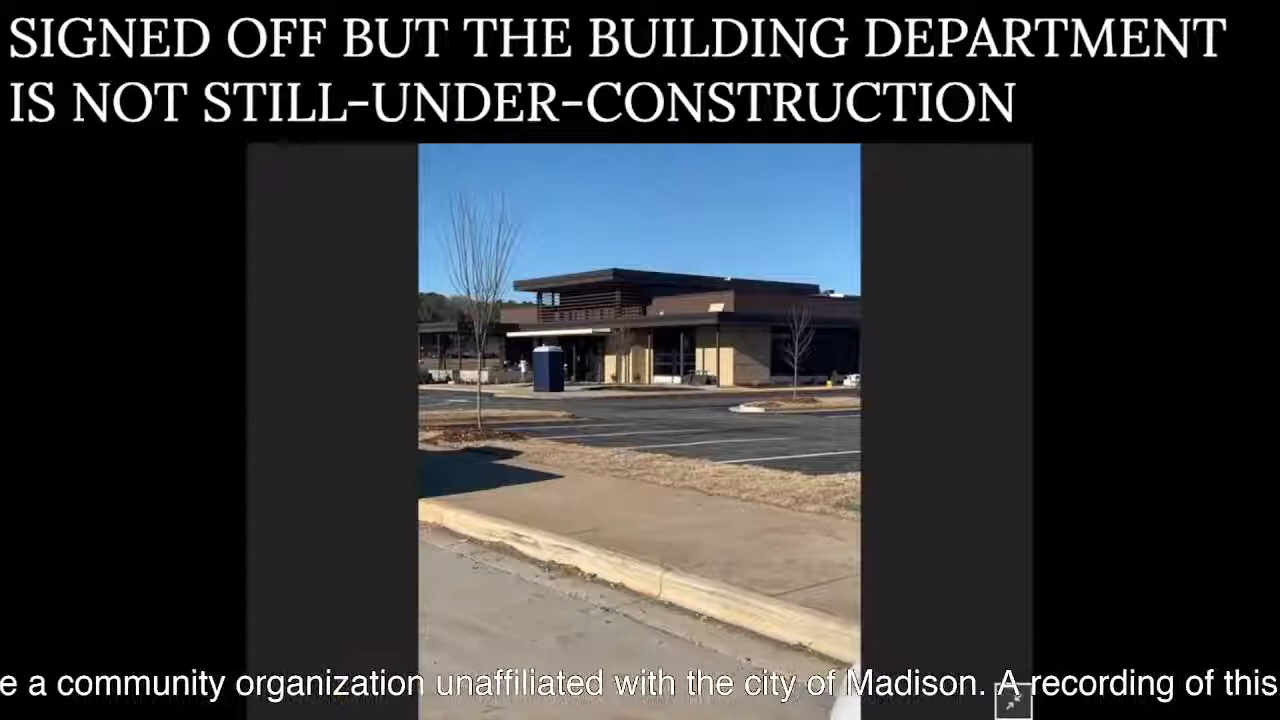 SIGNED OFF BUT THE BUILDING DEPARTMENT
IS NOT STILL-UNDER-CONSTRUCTION
e a community organization unaffiliated with the city of Madison. A recording of this